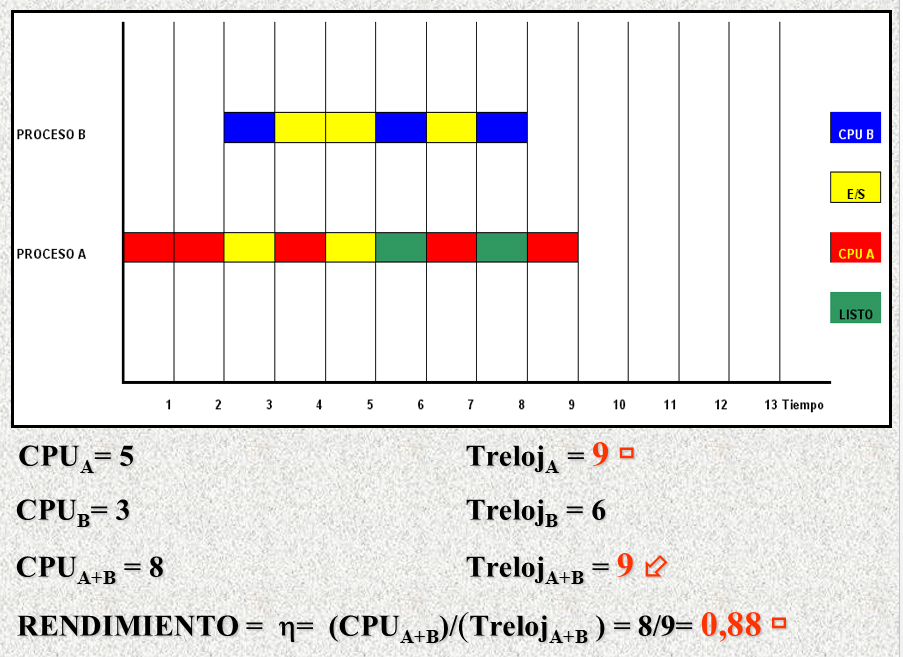 PROCESO B
CPU B
E/S
PROCESO A
CPU A
LISTO
1 2 3 4 5 6 7 8 9 10 11 12 13 Tiempo
CPUA= 5 TrelojA = 9
CPUB= 3 TrelojB = 6
CPUA+B = 8 TrelojA+B = 9
RENDIMIENTO = η= (CPUA+B)/(TrelojA+B ) = 8/9= 0,88